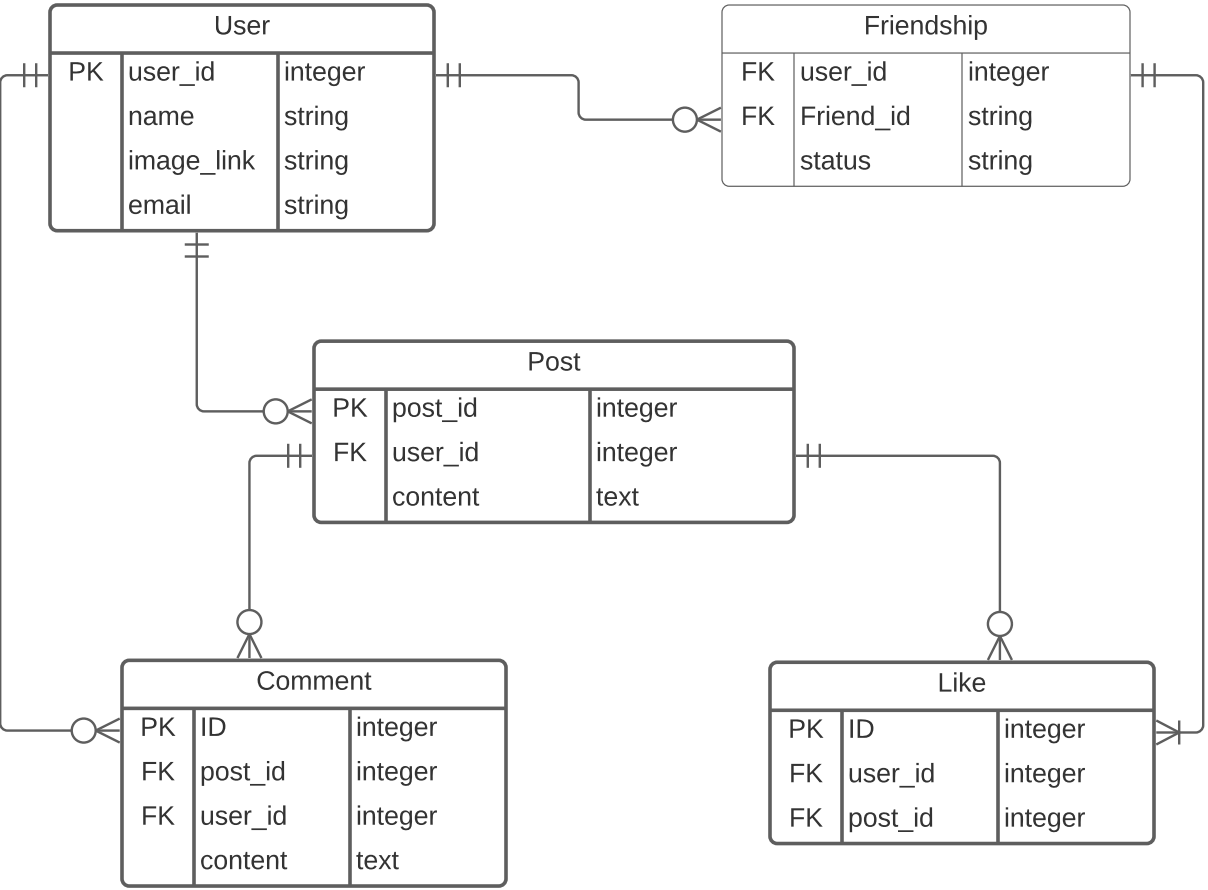 User
PK user_id integer
name string
image_link string
email string
Friendship
FK user_id integer
FK Friend_id string
status string
Post
PK post_id integer
FK user_id integer
content text
Comment
PK ID integer
FK post_id integer
FK user_id integer
content text
Like
PK ID integer
FK user_id integer
FK post_id integer